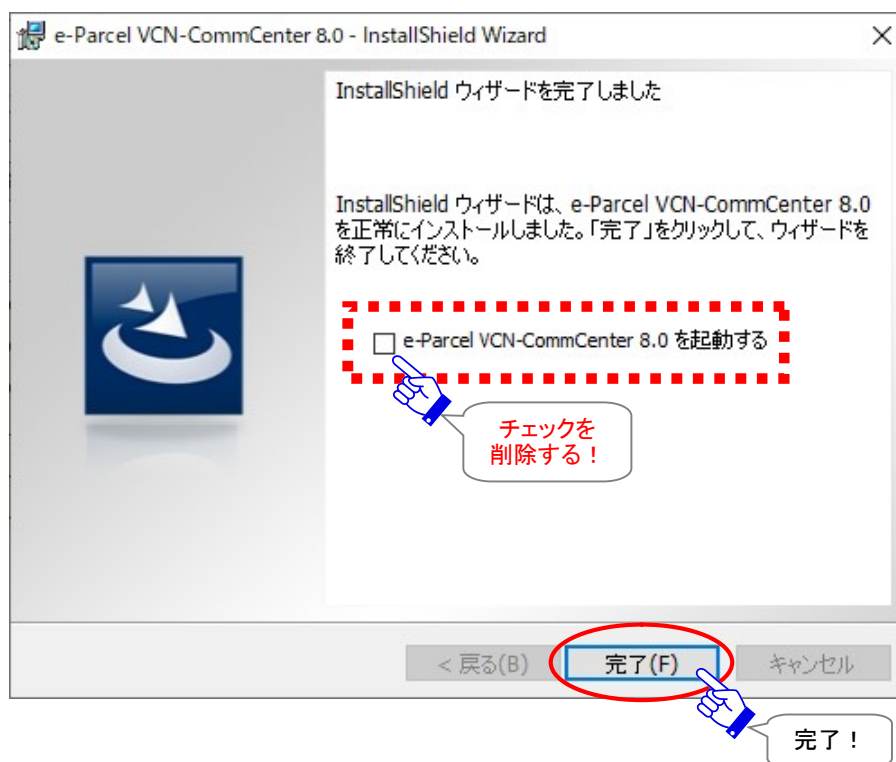 e-Parcel VCN-CommCenter 8.0 - InstallShield Wizard
InstallShield ウィザードを完了しました
InstallShield ウィザードは、e-Parcel VCN-CommCenter 8.0
を正常にインストールしました。「完了」をクリックして、ウィザードを
終了してください。
e-Parcel VCN-CommCenter 8.0 を起動する
チェックを
削除する！
< 戻る(B)
完了(F)
キャンセル
完了！